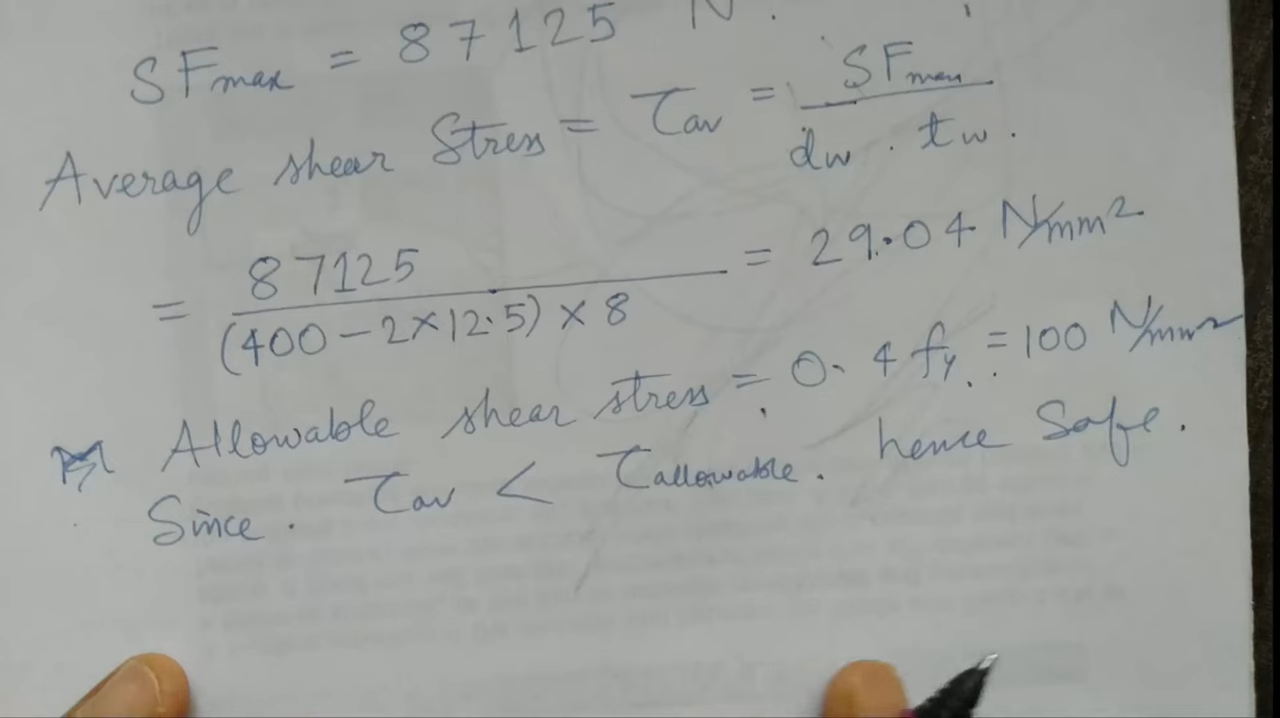 SFmax = 87125 N.
Average shear Stress = τav = SFmax / dw . tw.
= 87125 / (400 - 2×12.5) × 8 = 29.04 N/mm²
Allowable shear stress = 0.4 fy = 100 N/mm²
Since. τav < τallowable. hence Safe.